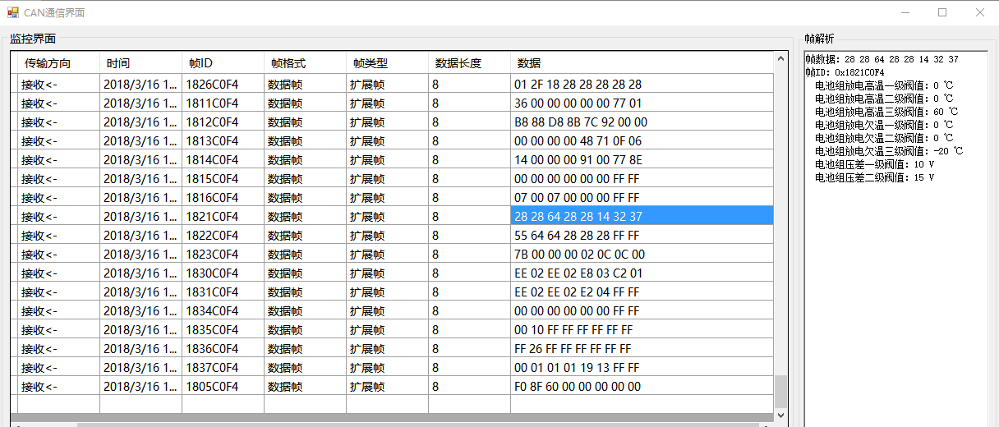 CAN通信界面
监控界面
传输方向 时间 帧ID 帧格式 帧类型 数据长度 数据
接收<- 2018/3/16 1... 1826C0F4 数据帧 扩展帧 8 01 2F 18 28 28 28 28 28
接收<- 2018/3/16 1... 1811C0F4 数据帧 扩展帧 8 36 00 00 00 00 00 77 01
接收<- 2018/3/16 1... 1812C0F4 数据帧 扩展帧 8 B8 88 D8 8B 7C 92 00 00
接收<- 2018/3/16 1... 1813C0F4 数据帧 扩展帧 8 00 00 00 00 48 71 0F 06
接收<- 2018/3/16 1... 1814C0F4 数据帧 扩展帧 8 14 00 00 00 91 00 77 8E
接收<- 2018/3/16 1... 1815C0F4 数据帧 扩展帧 8 00 00 00 00 00 00 FF FF
接收<- 2018/3/16 1... 1816C0F4 数据帧 扩展帧 8 07 00 07 00 00 00 FF FF
接收<- 2018/3/16 1... 1821C0F4 数据帧 扩展帧 8 28 28 64 28 28 14 32 37
接收<- 2018/3/16 1... 1822C0F4 数据帧 扩展帧 8 55 64 64 28 28 28 FF FF
接收<- 2018/3/16 1... 1823C0F4 数据帧 扩展帧 8 7B 00 00 00 02 0C 0C 00
接收<- 2018/3/16 1... 1830C0F4 数据帧 扩展帧 8 EE 02 EE 02 E8 03 C2 01
接收<- 2018/3/16 1... 1831C0F4 数据帧 扩展帧 8 EE 02 EE 02 E2 04 FF FF
接收<- 2018/3/16 1... 1834C0F4 数据帧 扩展帧 8 00 00 00 00 00 00 FF FF
接收<- 2018/3/16 1... 1835C0F4 数据帧 扩展帧 8 00 10 FF FF FF FF FF FF
接收<- 2018/3/16 1... 1836C0F4 数据帧 扩展帧 8 FF 26 FF FF FF FF FF FF
接收<- 2018/3/16 1... 1837C0F4 数据帧 扩展帧 8 00 01 01 01 19 13 FF FF
接收<- 2018/3/16 1... 1805C0F4 数据帧 扩展帧 8 F0 8F 60 00 00 00 00 00
帧解析
帧数据: 28 28 64 28 28 14 32 37
帧ID: 0x1821C0F4
电池组放电高温一级阀值: 0 ℃
电池组放电高温二级阀值: 0 ℃
电池组放电高温三级阀值: 60 ℃
电池组放电欠温一级阀值: 0 ℃
电池组放电欠温二级阀值: 0 ℃
电池组放电欠温三级阀值: -20 ℃
电池组压差一级阀值: 10 V
电池组压差二级阀值: 15 V